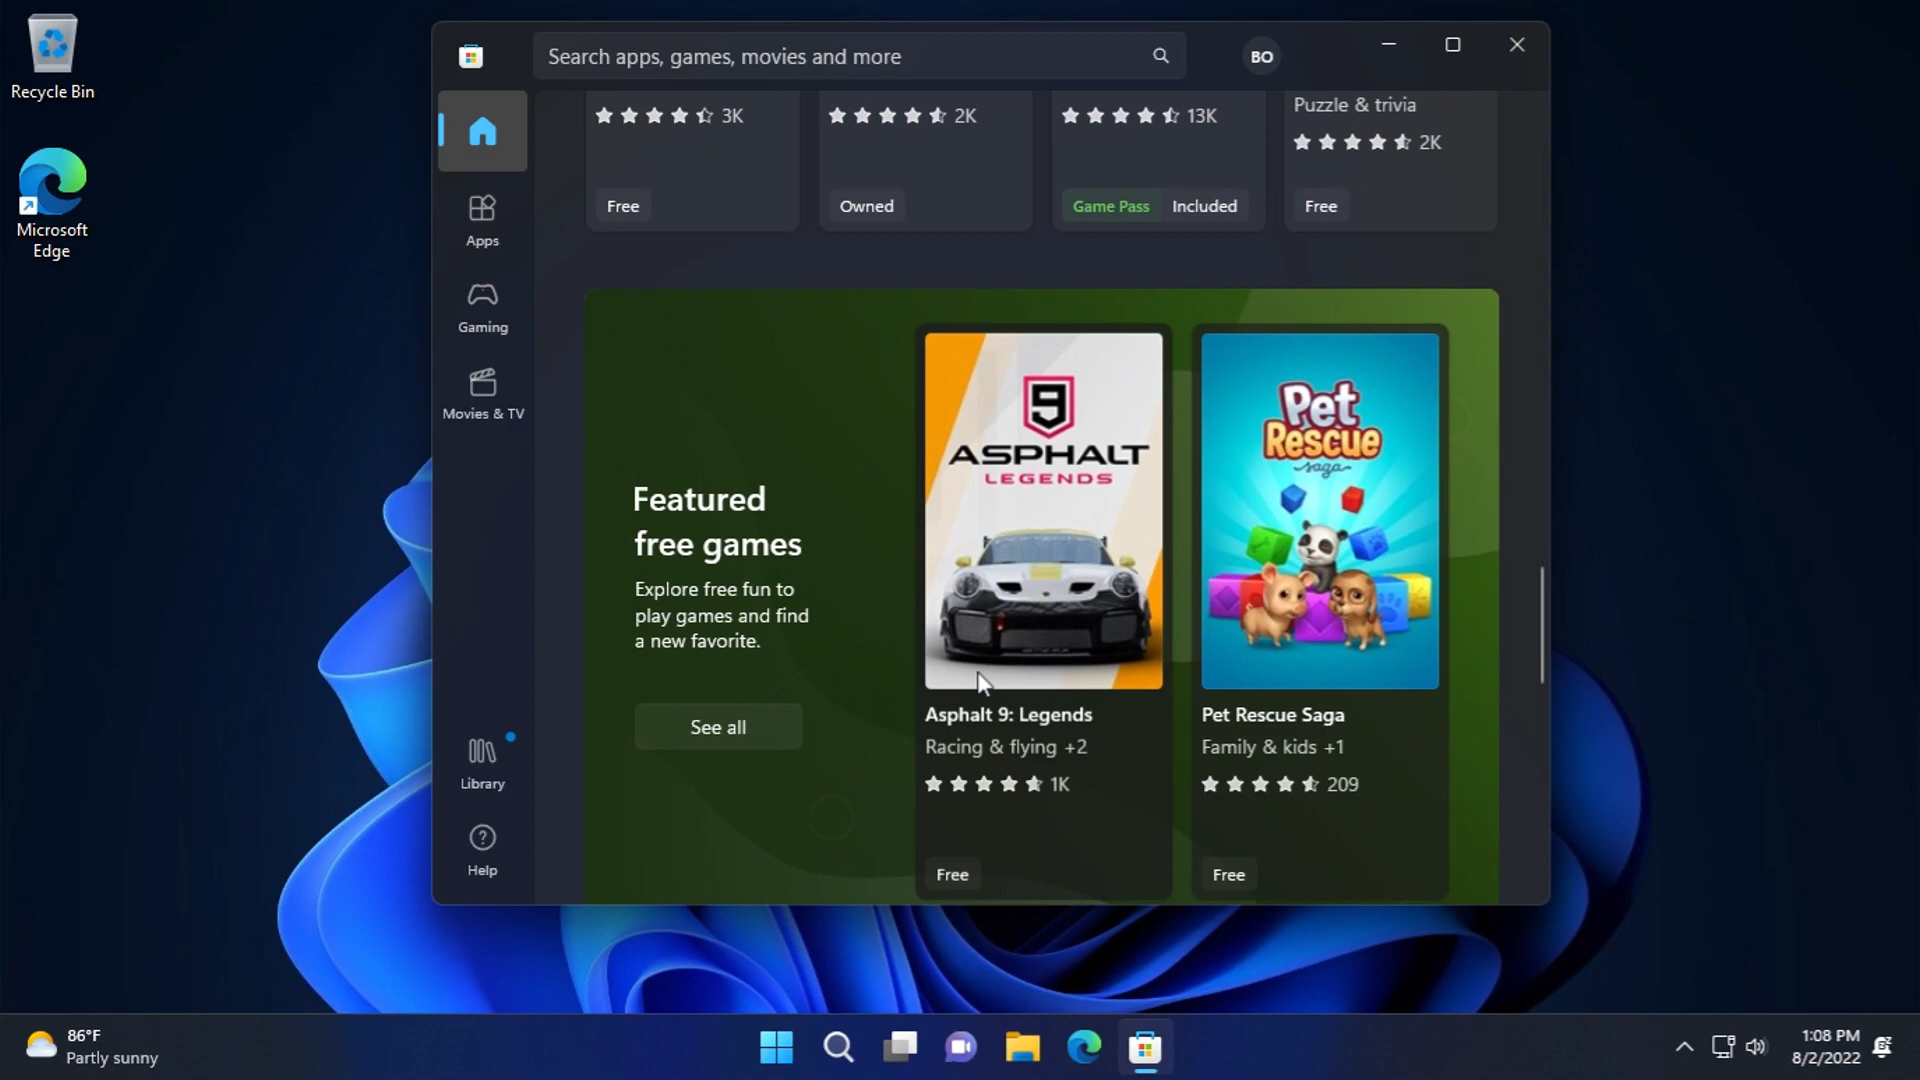 Recycle Bin
Microsoft
Edge
Search apps, games, movies and more
BO
3K
2K
13K
Puzzle & trivia
2K
Free
Owned
Game Pass Included
Free
Apps
Gaming
Movies & TV
Library
Help
Featured
free games
Explore free fun to
play games and find
a new favorite.
See all
9
ASPHALT
LEGENDS
Asphalt 9: Legends
Racing & flying +2
1K
Free
Pet
Rescue
saga
Pet Rescue Saga
Family & kids +1
209
Free
86°F
Partly sunny
1:08 PM
8/2/2022